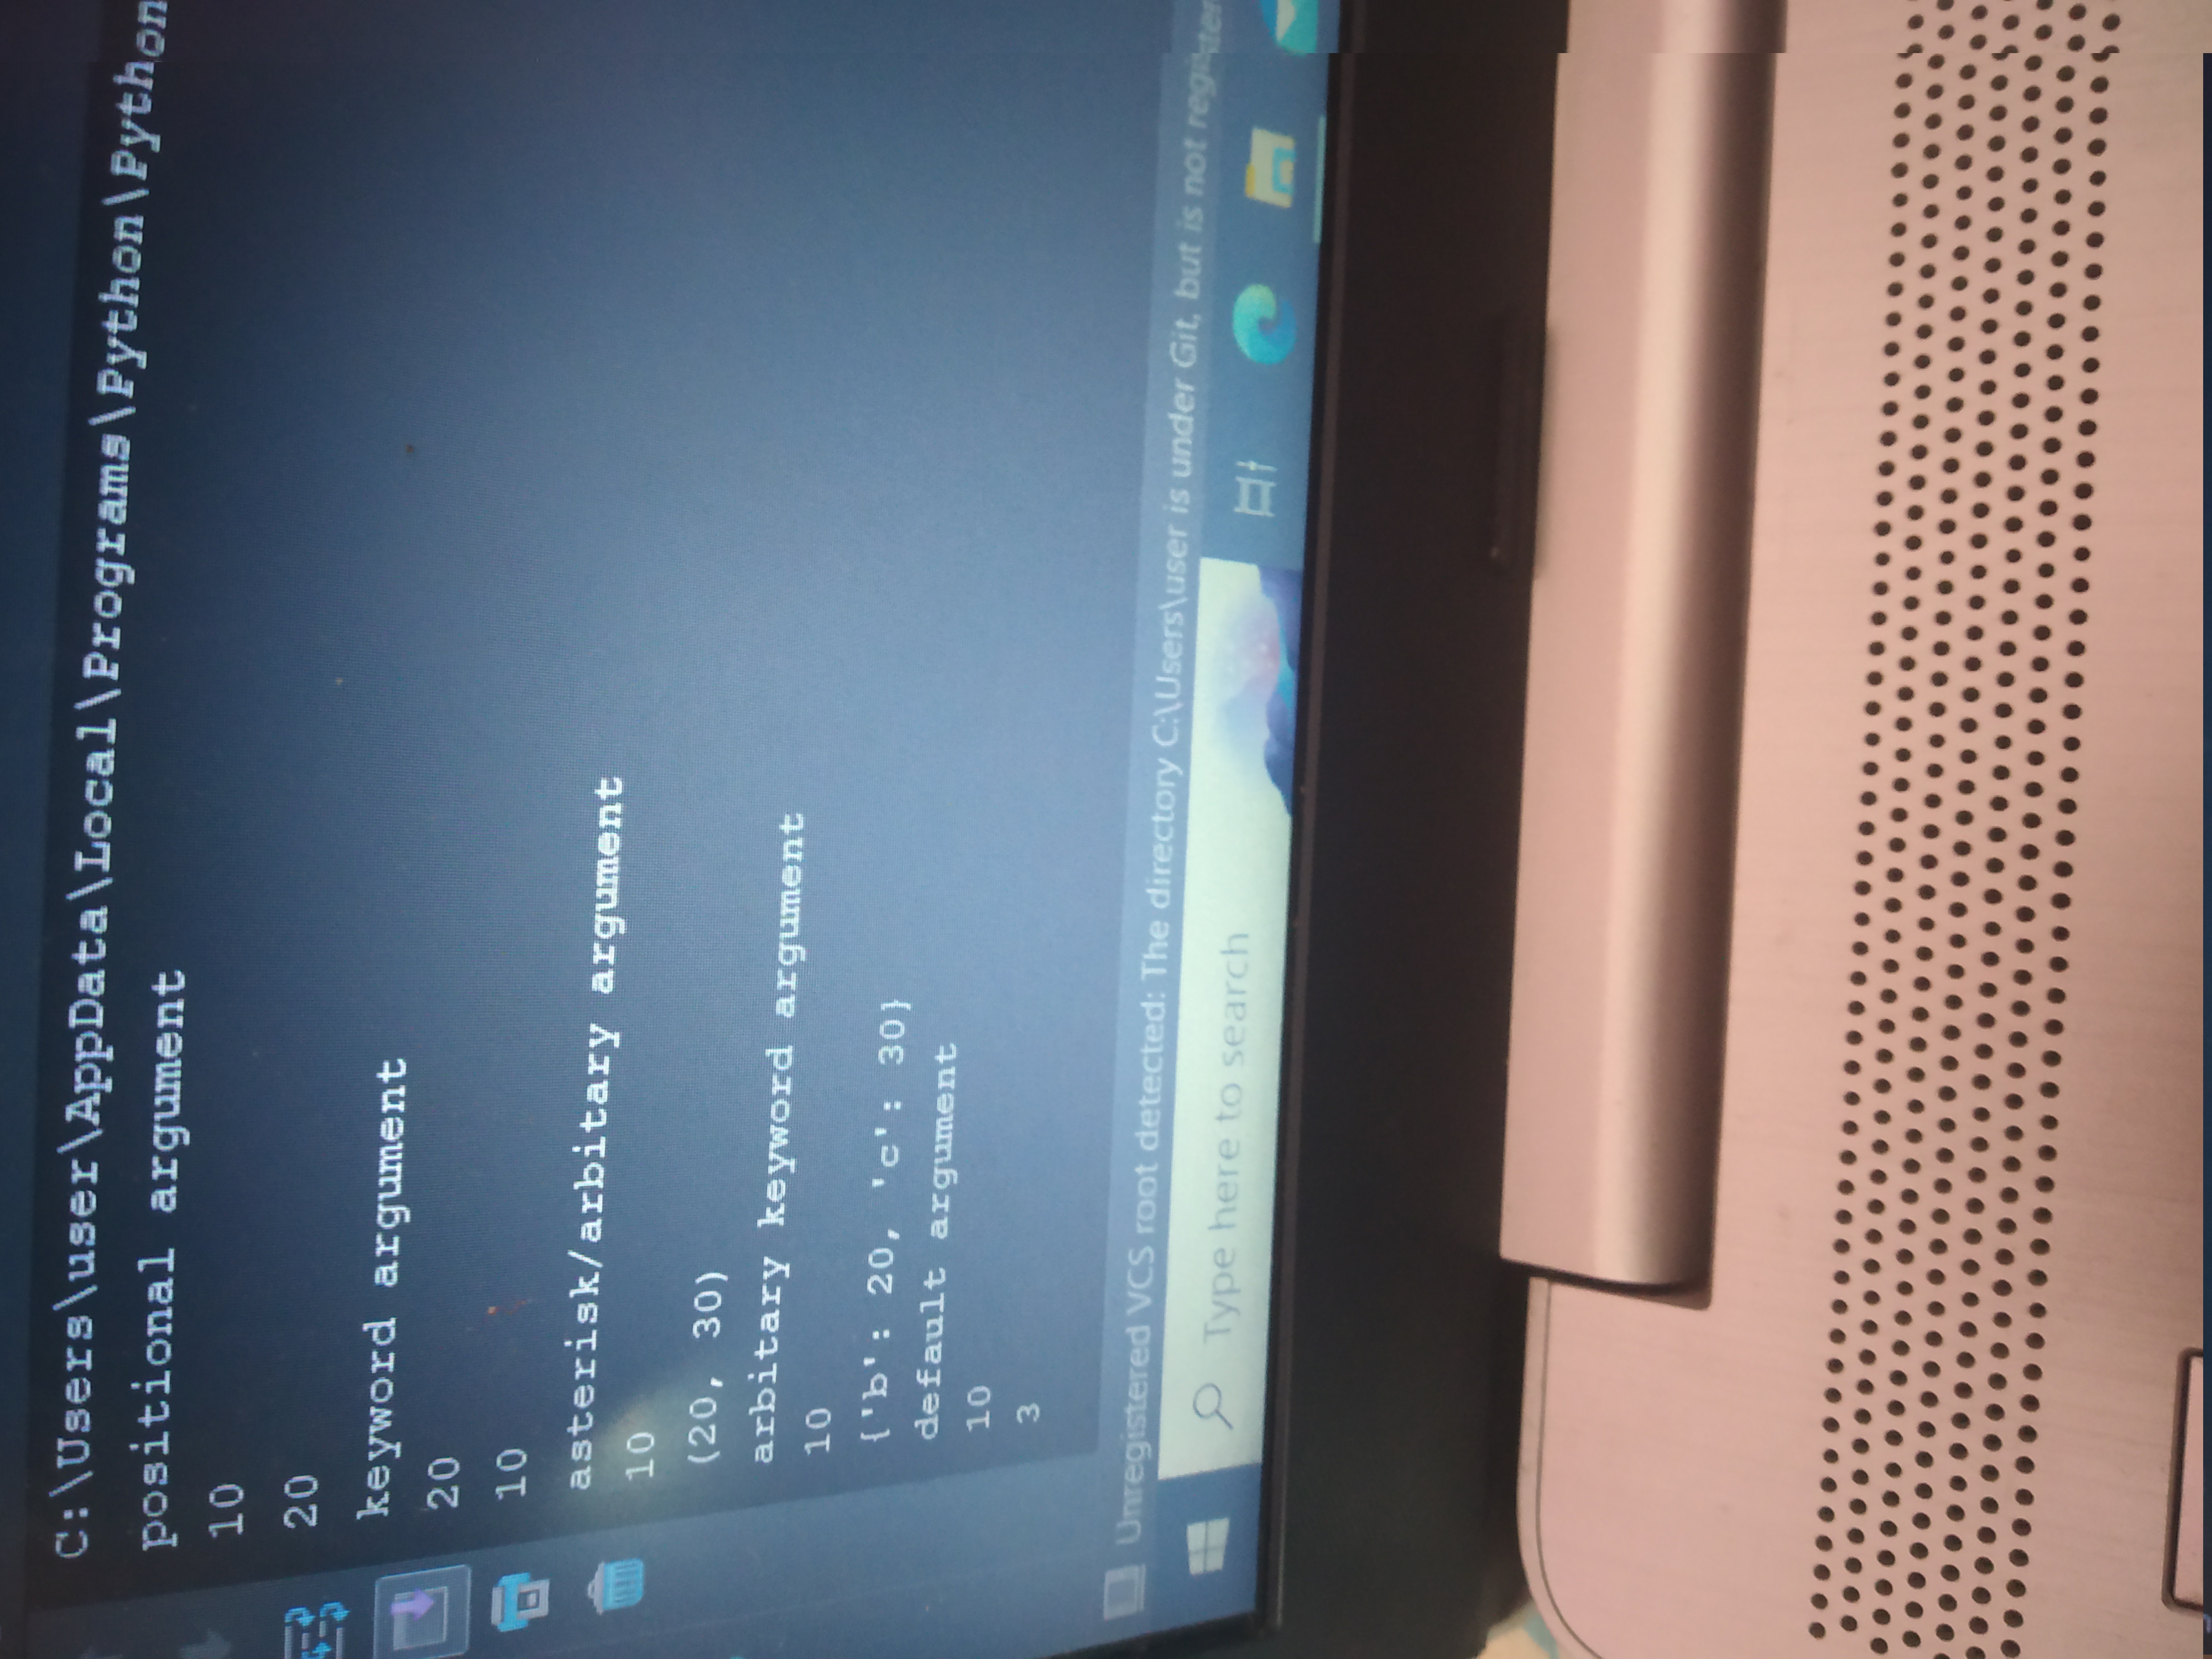 C:\Users\user\AppData\Local\Programs\Python\Python
positional argument
10
20
keyword argument
20
10
asterisk/arbitary argument
10
(20, 30)
arbitary keyword argument
10
{'b': 20, 'c': 30}
default argument
10
3
Unregistered VCS root detected: The directory C:\Users\user is under Git, but is not register
Type here to search